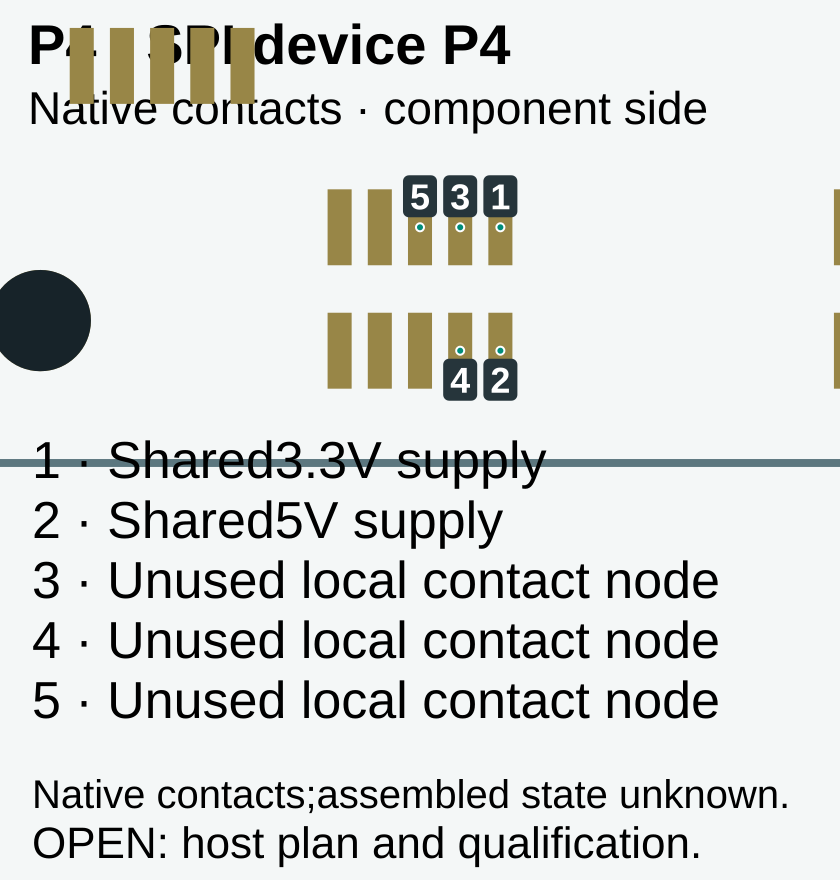 P4 · SPI device P4
Native contacts · component side
5 3 1
4 2
1 · Shared3.3V supply
2 · Shared5V supply
3 · Unused local contact node
4 · Unused local contact node
5 · Unused local contact node
Native contacts;assembled state unknown.
OPEN: host plan and qualification.